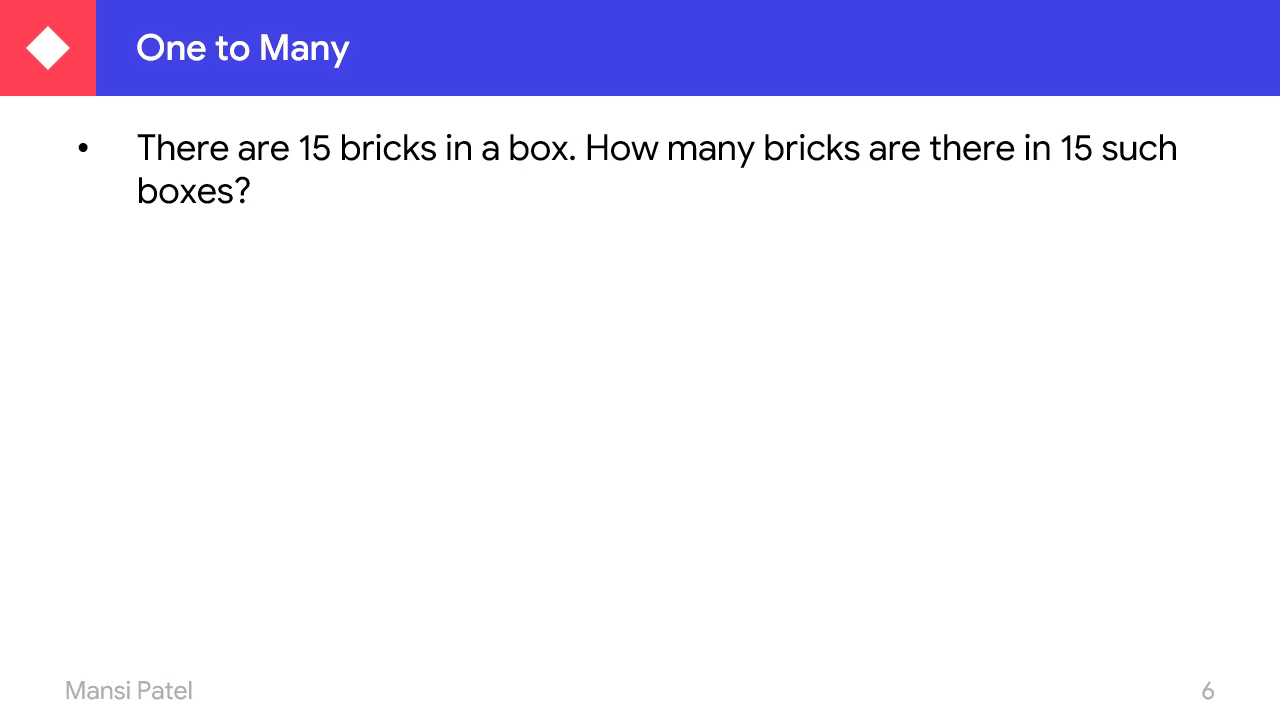 One to Many
• There are 15 bricks in a box. How many bricks are there in 15 such
boxes?
Mansi Patel
6